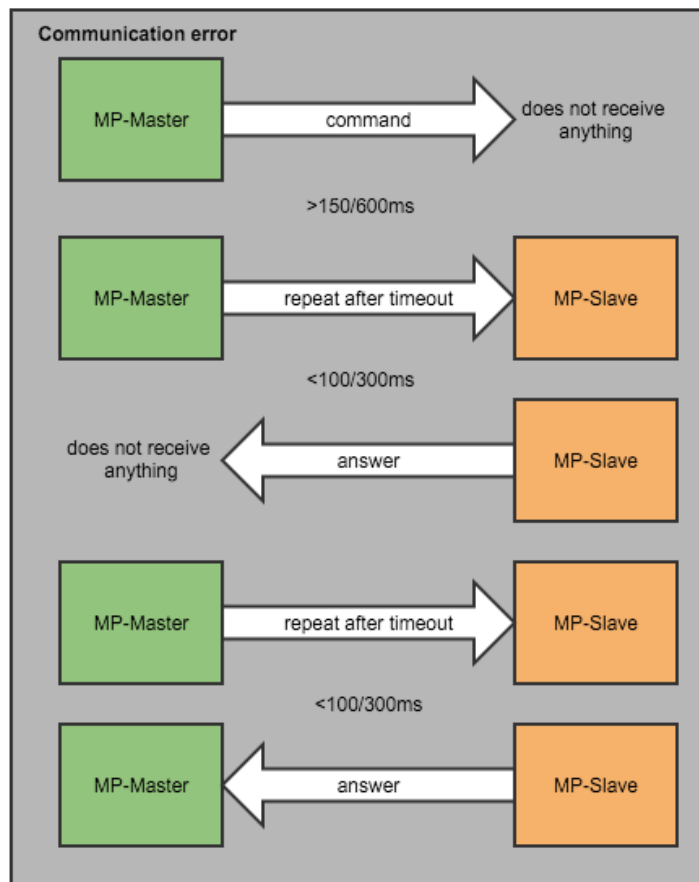 Communication error
MP-Master
command
does not receive
anything
>150/600ms
MP-Master
repeat after timeout
MP-Slave
<100/300ms
does not receive
anything
answer
MP-Slave
MP-Master
repeat after timeout
MP-Slave
<100/300ms
MP-Master
answer
MP-Slave